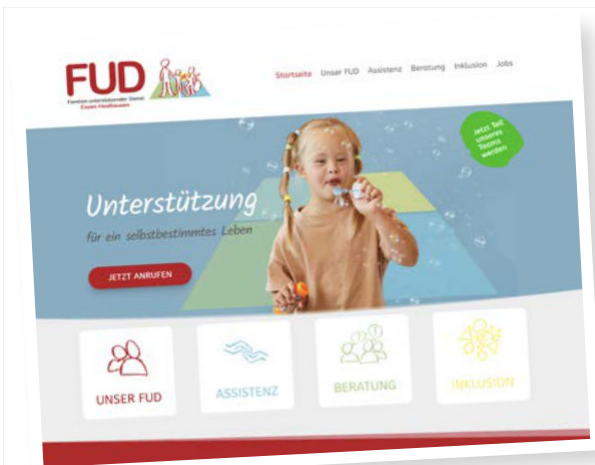 FUD
Familien unterstützender Dienst
Essen-Heidhausen
Startseite Unser FUD Assistenz Beratung Inklusion Jobs
Jetzt Teil
unseres
Teams
werden
Unterstützung
für ein selbstbestimmtes Leben
JETZT ANRUFEN
UNSER FUD
ASSISTENZ
BERATUNG
INKLUSION